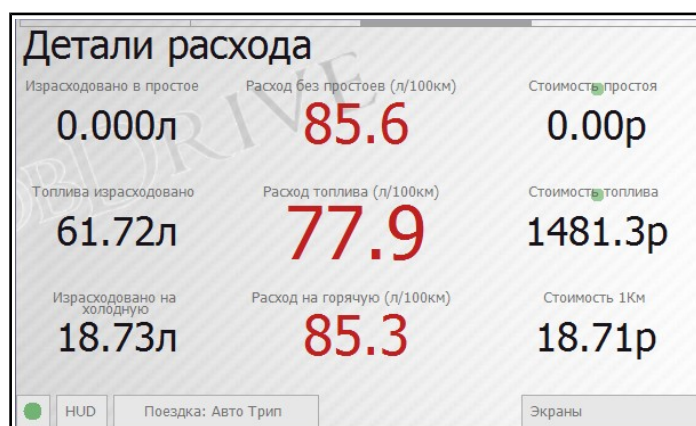 Детали расхода
Израсходовано в простое
Расход без простоев (л/100км)
Стоимость простоя
0.000л
85.6
0.00р
Топлива израсходовано
Расход топлива (л/100км)
Стоимость топлива
61.72л
77.9
1481.3р
Израсходовано на
холодную
Расход на горячую (л/100км)
Стоимость 1Км
18.73л
85.3
18.71р
HUD
Поездка: Авто Трип
Экраны
DRIVE